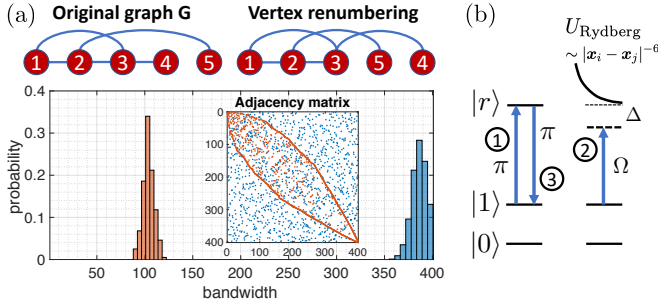 (a)
Original graph G
Vertex renumbering
1 2 3 4 5
1 2 3 5 4
0.4
0.3
0.2
0.1
0
probability
50 100 150 200 250 300 350 400
bandwidth
Adjacency matrix
0
100
200
300
400
0 100 200 300 400
(b)
U_Rydberg
~ |x_i − x_j|^{−6}
|r⟩
Δ
① π
② 
π ③
Ω
|1⟩
|0⟩